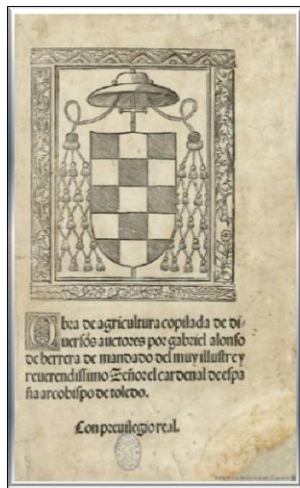 Obra de agricultura copilada de di-
uersos auctores por gabriel alonso
de herrera de mandado del muy illustre y
reuerendissimo Señor el cardenal de espa
ña arcobispo de toledo.
Con preuilegio real.